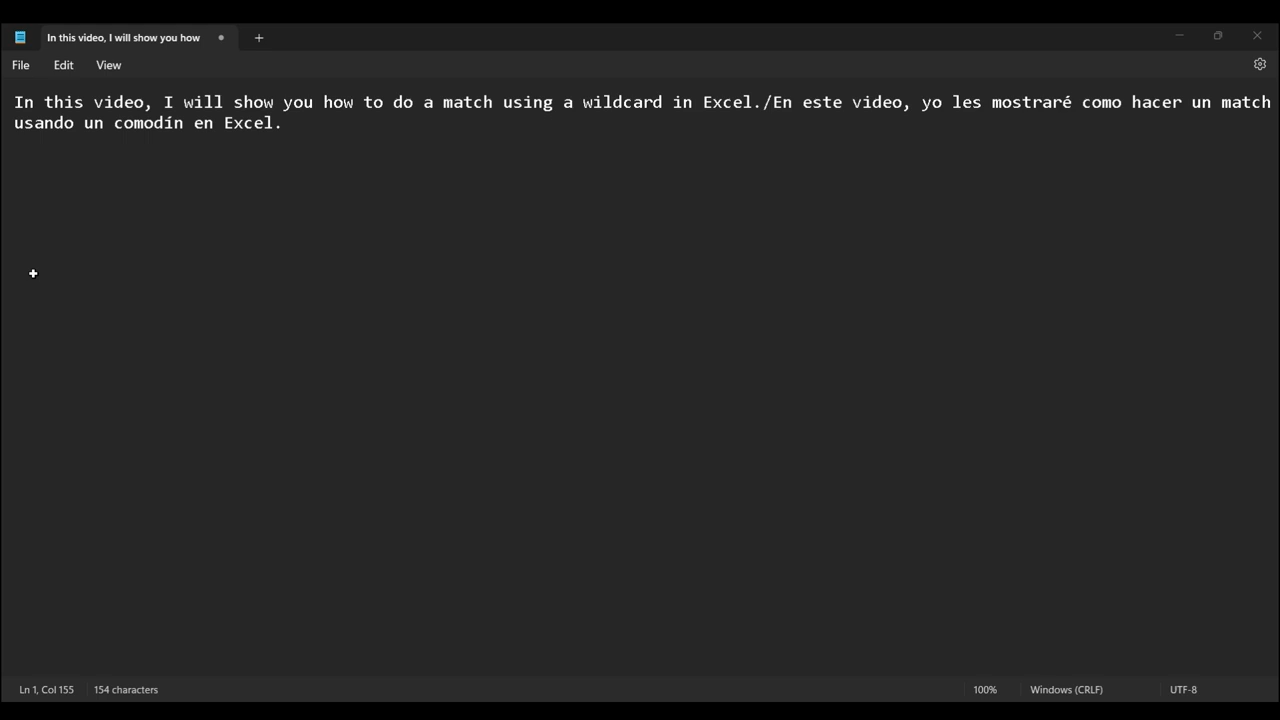 In this video, I will show you how
File Edit View
In this video, I will show you how to do a match using a wildcard in Excel./En este video, yo les mostraré como hacer un match
usando un comodín en Excel.
Ln 1, Col 155 154 characters 100% Windows (CRLF) UTF-8